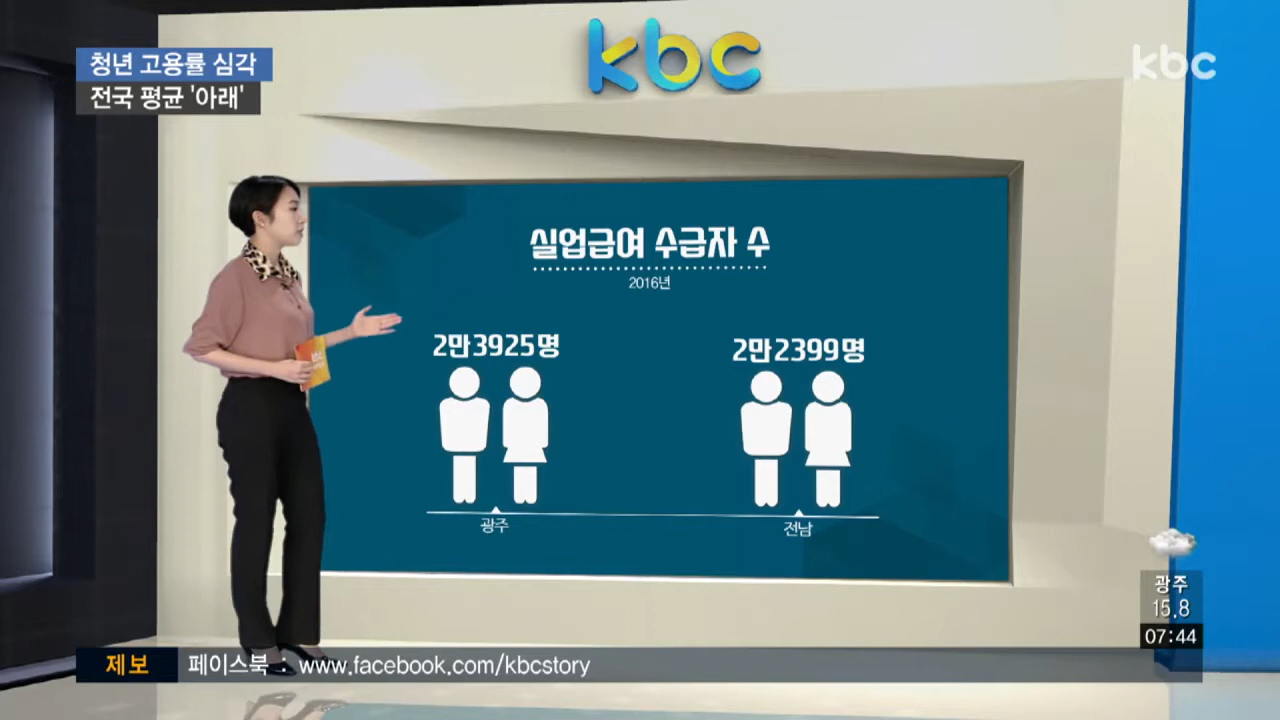 kbc
kbc
청년 고용률 심각
전국 평균 '아래'
실업급여 수급자 수
2016년
2만 3925명
2만 2399명
광주
전남
kbc
광주
15.8
07:44
제보
페이스북 : www.facebook.com/kbcstory